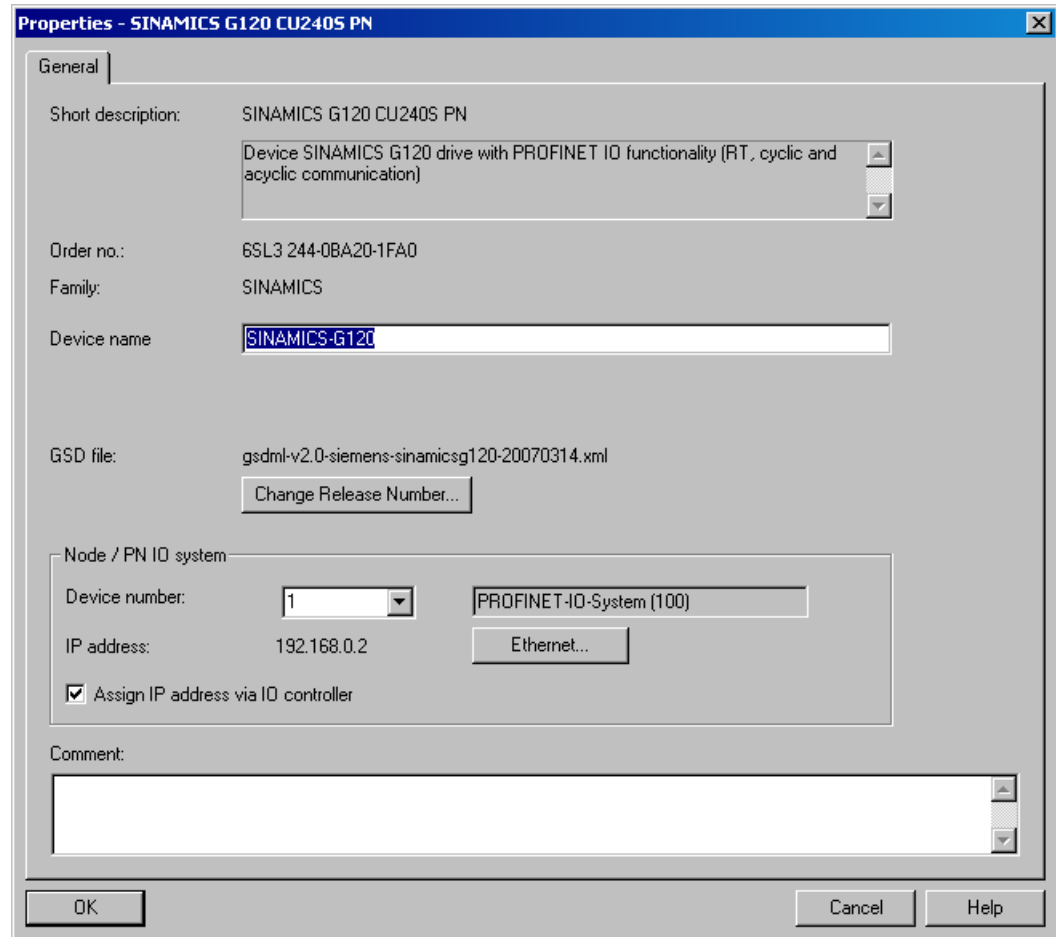 Properties - SINAMICS G120 CU240S PN
General
Short description: SINAMICS G120 CU240S PN
Device SINAMICS G120 drive with PROFINET IO functionality (RT, cyclic and
acyclic communication)
Order no.: 6SL3 244-0BA20-1FA0
Family: SINAMICS
Device name SINAMICS-G120
GSD file: gsdml-v2.0-siemens-sinamicsg120-20070314.xml
Change Release Number...
Node / PN IO system
Device number: 1 PROFINET-IO-System (100)
IP address: 192.168.0.2 Ethernet...
Assign IP address via IO controller
Comment:
OK Cancel Help